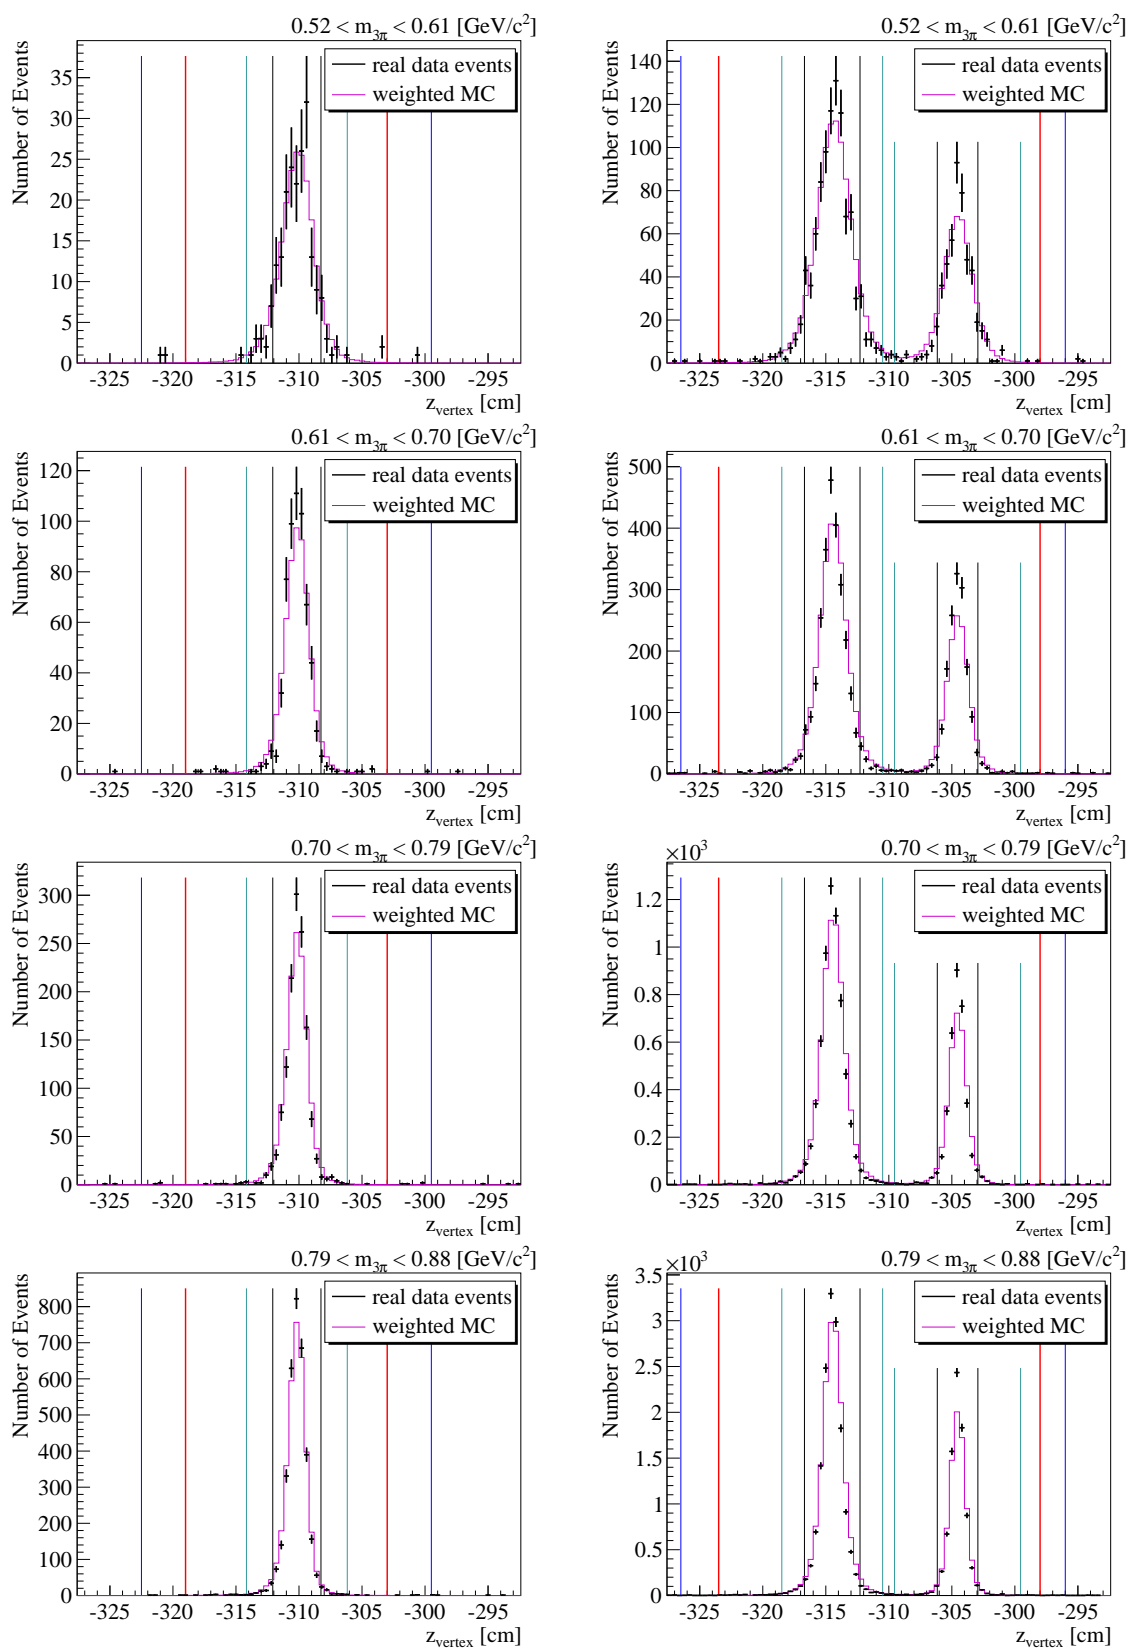 0.52 < m3π < 0.61 [GeV/c2]
Number of Events
35
30
25
20
15
10
5
0
real data events
weighted MC
-325 -320 -315 -310 -305 -300 -295
zvertex [cm]
0.52 < m3π < 0.61 [GeV/c2]
Number of Events
140
120
100
80
60
40
20
0
real data events
weighted MC
-325 -320 -315 -310 -305 -300 -295
zvertex [cm]
0.61 < m3π < 0.70 [GeV/c2]
Number of Events
120
100
80
60
40
20
0
real data events
weighted MC
-325 -320 -315 -310 -305 -300 -295
zvertex [cm]
0.61 < m3π < 0.70 [GeV/c2]
Number of Events
500
400
300
200
100
0
real data events
weighted MC
-325 -320 -315 -310 -305 -300 -295
zvertex [cm]
0.70 < m3π < 0.79 [GeV/c2]
Number of Events
300
250
200
150
100
50
0
real data events
weighted MC
-325 -320 -315 -310 -305 -300 -295
zvertex [cm]
×103
0.70 < m3π < 0.79 [GeV/c2]
Number of Events
1.2
1
0.8
0.6
0.4
0.2
0
real data events
weighted MC
-325 -320 -315 -310 -305 -300 -295
zvertex [cm]
0.79 < m3π < 0.88 [GeV/c2]
Number of Events
800
700
600
500
400
300
200
100
0
real data events
weighted MC
-325 -320 -315 -310 -305 -300 -295
zvertex [cm]
×103
0.79 < m3π < 0.88 [GeV/c2]
Number of Events
3.5
3
2.5
2
1.5
1
0.5
0
real data events
weighted MC
-325 -320 -315 -310 -305 -300 -295
zvertex [cm]